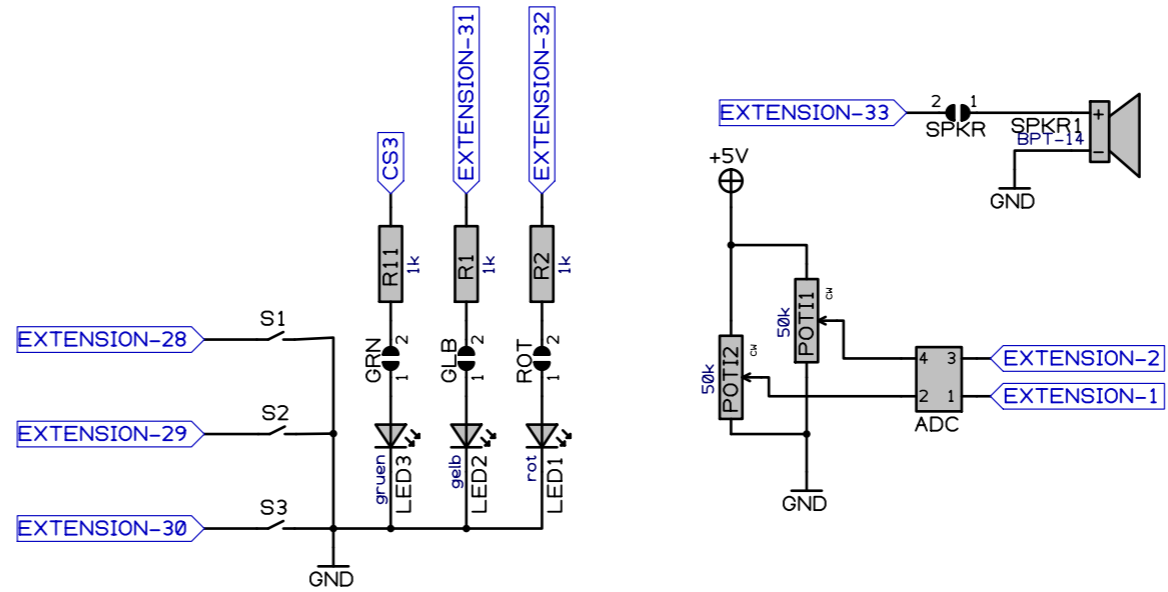 EXTENSION-31
EXTENSION-32
CS3
R11
1k
R1
1k
R2
1k
GRN
2
1
GLB
2
1
ROT
2
1
gruen
LED3
gelb
LED2
rot
LED1
EXTENSION-28
S1
EXTENSION-29
S2
EXTENSION-30
S3
GND
EXTENSION-33
2
1
SPKR
SPKR1
BPT-14
+
-
GND
+5V
50k
POTI1
CW
50k
POTI2
CW
4
3
EXTENSION-2
2
1
EXTENSION-1
ADC
GND